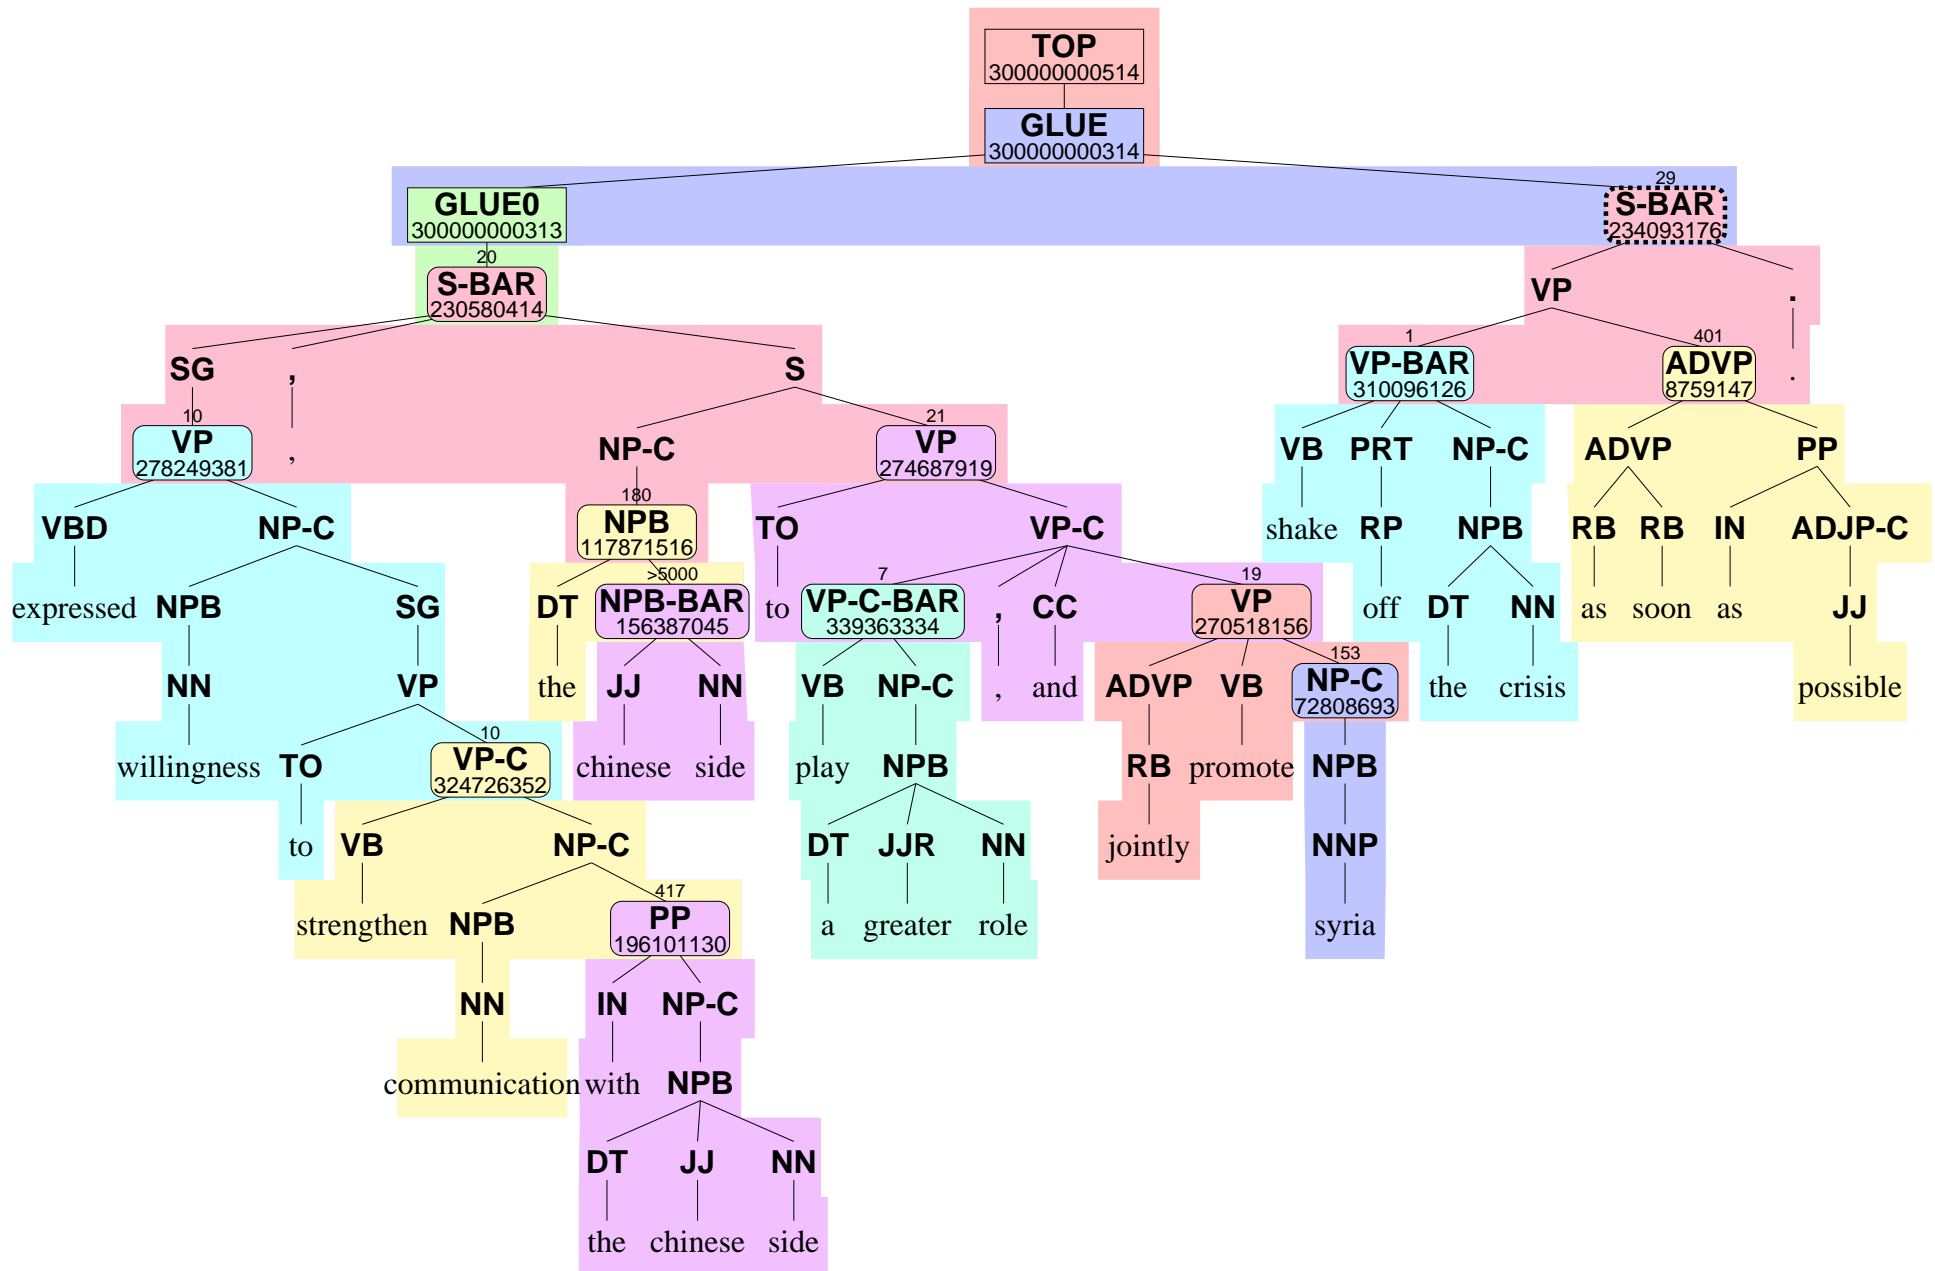 TOP
300000000514
GLUE
300000000314
GLUE0
300000000313
29
S-BAR
234093176
20
S-BAR
230580414
VP
.
SG
,
S
1
VP-BAR
310096126
401
ADVP
8759147
.
10
VP
278249381
,
NP-C
21
VP
274687919
VB
PRT
NP-C
ADVP
PP
VBD
NP-C
180
NPB
117871516
TO
VP-C
shake
RP
NPB
RB
RB
IN
ADJP-C
expressed
NPB
SG
DT
>5000
NPB-BAR
156387045
to
7
VP-C-BAR
339363334
,
CC
19
VP
270518156
off
DT
NN
as
soon
as
JJ
NN
VP
the
JJ
NN
VB
NP-C
,
and
ADVP
VB
153
NP-C
72808693
the
crisis
possible
willingness
TO
10
VP-C
324726352
chinese
side
play
NPB
RB
promote
NPB
to
VB
NP-C
DT
JJR
NN
jointly
NNP
strengthen
NPB
417
PP
196101130
a
greater
role
syria
NN
IN
NP-C
communication
with
NPB
DT
JJ
NN
the
chinese
side